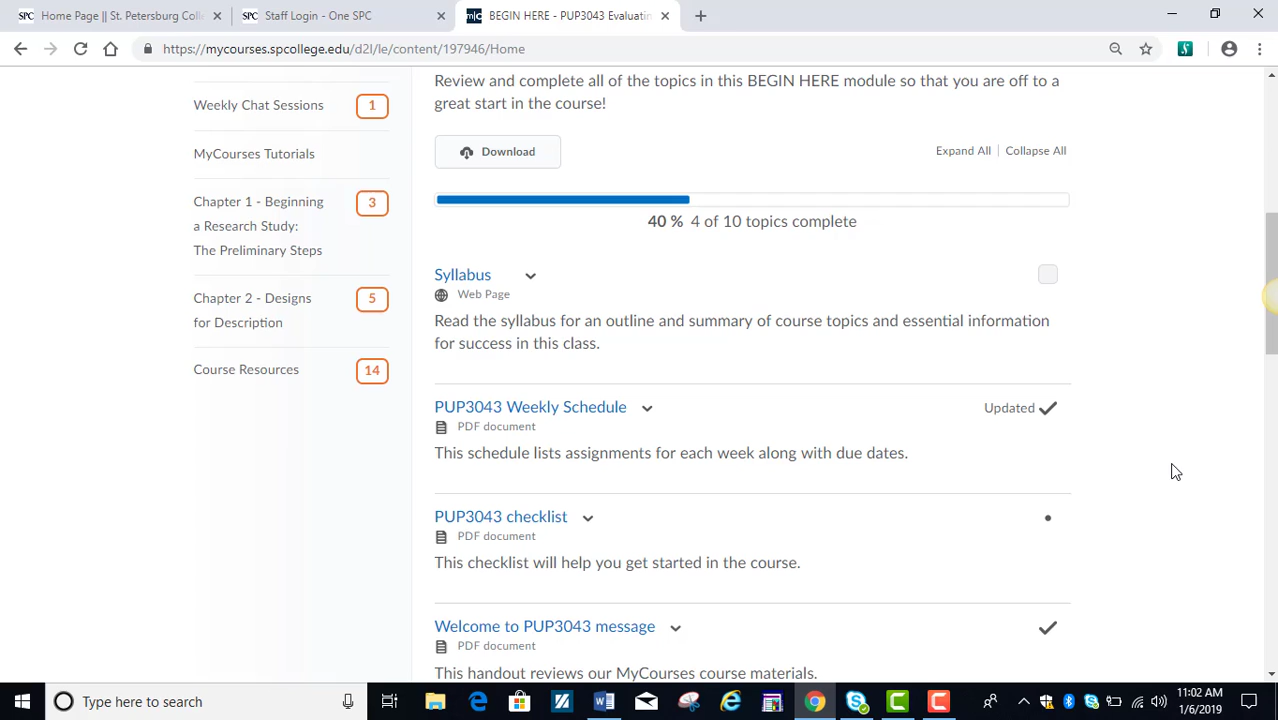 Home Page || St. Petersburg Colle
Staff Login - One SPC
BEGIN HERE - PUP3043 Evaluatin
https://mycourses.spcollege.edu/d2l/le/content/197946/Home
Weekly Chat Sessions 1
MyCourses Tutorials
Chapter 1 - Beginning 3
a Research Study:
The Preliminary Steps
Chapter 2 - Designs 5
for Description
Course Resources 14
Review and complete all of the topics in this BEGIN HERE module so that you are off to a
great start in the course!
Download
Expand All | Collapse All
40 % 4 of 10 topics complete
Syllabus
Web Page
Read the syllabus for an outline and summary of course topics and essential information
for success in this class.
PUP3043 Weekly Schedule Updated
PDF document
This schedule lists assignments for each week along with due dates.
PUP3043 checklist
PDF document
This checklist will help you get started in the course.
Welcome to PUP3043 message
PDF document
This handout reviews our MyCourses course materials.
Type here to search
11:02 AM
1/6/2019